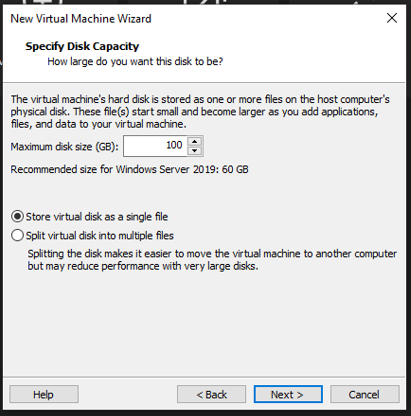 New Virtual Machine Wizard
Specify Disk Capacity
How large do you want this disk to be?
The virtual machine's hard disk is stored as one or more files on the host computer's
physical disk. These file(s) start small and become larger as you add applications,
files, and data to your virtual machine.
Maximum disk size (GB): 100
Recommended size for Windows Server 2019: 60 GB
Store virtual disk as a single file
Split virtual disk into multiple files
Splitting the disk makes it easier to move the virtual machine to another computer
but may reduce performance with very large disks.
Help < Back Next > Cancel